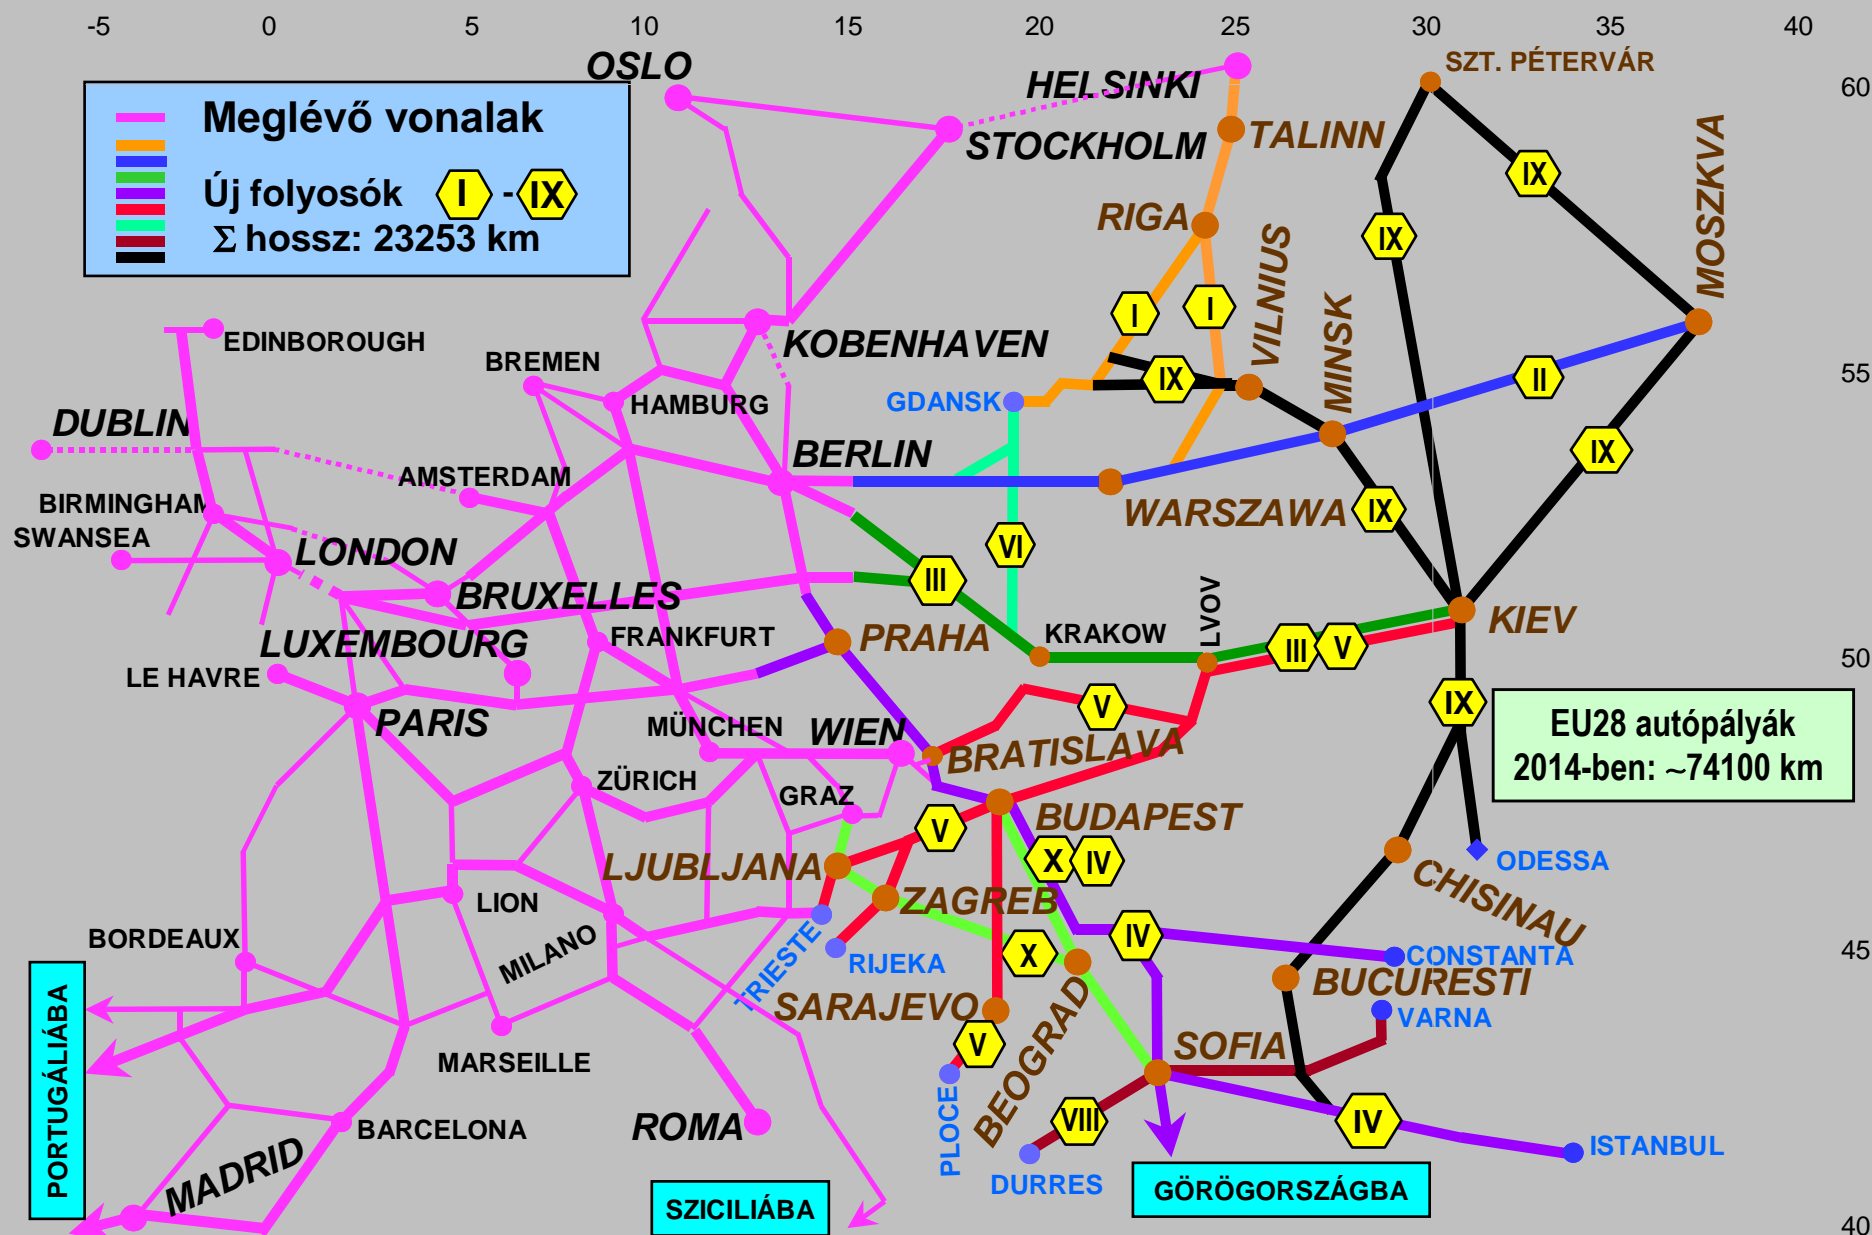 -5 0 5 10 15 20 25 30 35 40
OSLO
HELSINKI
SZT. PÉTERVÁR
60
Meglévő vonalak
Új folyosók I - IX
Σ hossz: 23253 km
STOCKHOLM
TALINN
IX
MOSZKVA
RIGA
IX
VILNIUS
I
I
MINSK
EDINBOROUGH
KOBENHAVEN
BREMEN
IX
II
55
GDANSK
HAMBURG
DUBLIN
BERLIN
IX
AMSTERDAM
BIRMINGHAM
WARSZAWA
IX
SWANSEA
LONDON
VI
III
BRUXELLES
LVOV
KIEV
LUXEMBOURG
FRANKFURT
PRAHA
KRAKOW
III
V
50
LE HAVRE
IX
PARIS
MÜNCHEN
WIEN
V
EU28 autópályák
2014-ben: ~74100 km
BRATISLAVA
ZÜRICH
GRAZ
BUDAPEST
V
X
IV
LJUBLJANA
ODESSA
ZAGREB
CHISINAU
LION
BORDEAUX
MILANO
IV
X
45
TRIESTE
RIJEKA
CONSTANTA
BUCURESTI
SARAJEVO
VARNA
PORTUGÁLIÁBA
V
BEOGRAD
SOFIA
MARSEILLE
PLOCE
BARCELONA
ROMA
VIII
IV
ISTANBUL
MADRID
DURRES
GÖRÖGORSZÁGBA
SZICILIÁBA
40